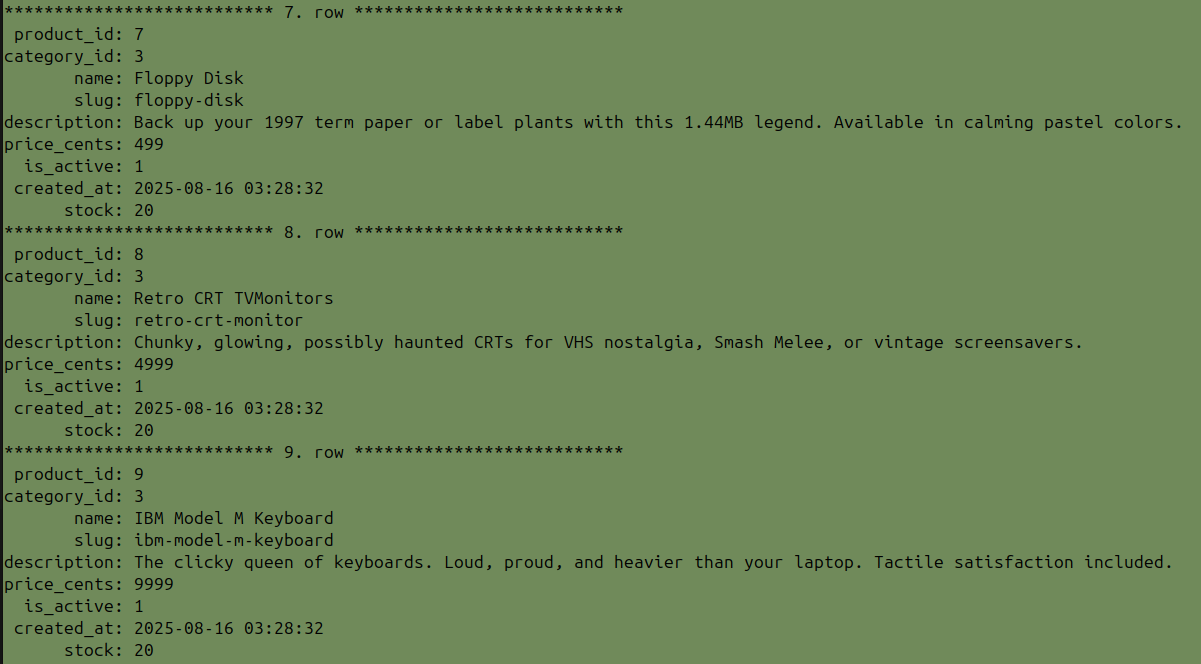 *************************** 7. row ***************************
 product_id: 7
category_id: 3
       name: Floppy Disk
       slug: floppy-disk
description: Back up your 1997 term paper or label plants with this 1.44MB legend. Available in calming pastel colors.
price_cents: 499
  is_active: 1
 created_at: 2025-08-16 03:28:32
      stock: 20
*************************** 8. row ***************************
 product_id: 8
category_id: 3
       name: Retro CRT TVMonitors
       slug: retro-crt-monitor
description: Chunky, glowing, possibly haunted CRTs for VHS nostalgia, Smash Melee, or vintage screensavers.
price_cents: 4999
  is_active: 1
 created_at: 2025-08-16 03:28:32
      stock: 20
*************************** 9. row ***************************
 product_id: 9
category_id: 3
       name: IBM Model M Keyboard
       slug: ibm-model-m-keyboard
description: The clicky queen of keyboards. Loud, proud, and heavier than your laptop. Tactile satisfaction included.
price_cents: 9999
  is_active: 1
 created_at: 2025-08-16 03:28:32
      stock: 20